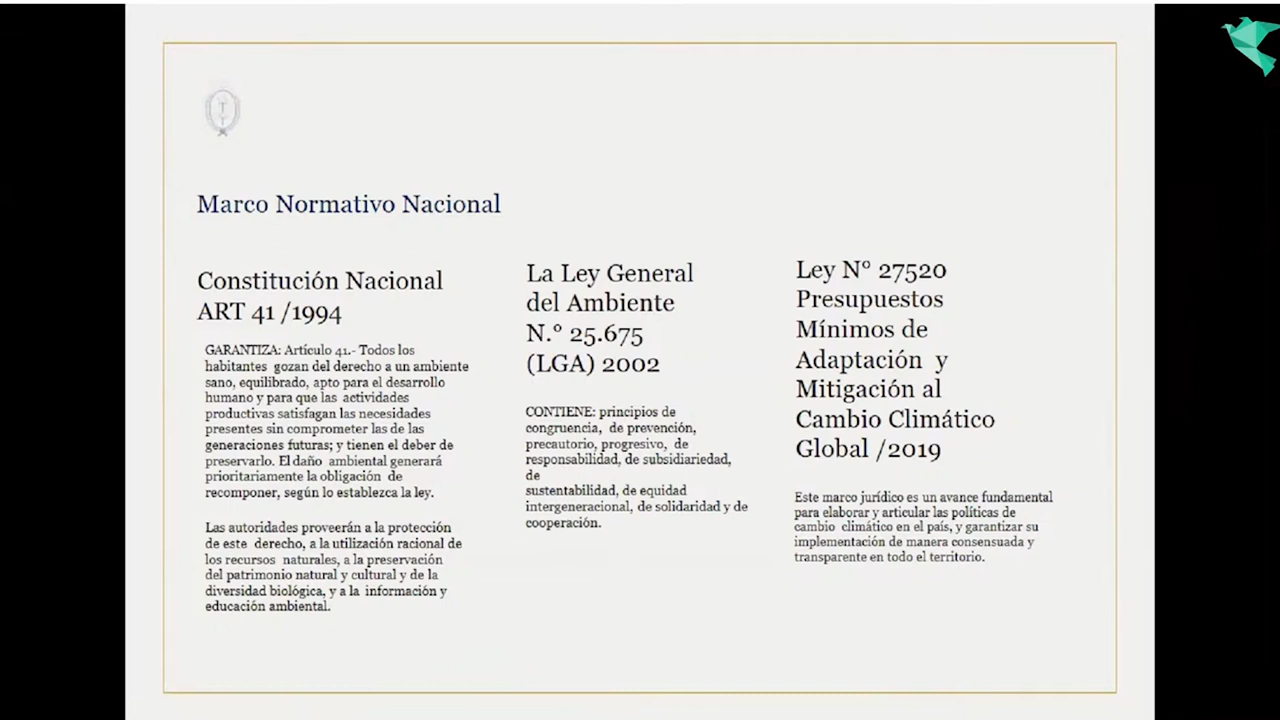 Marco Normativo Nacional
Constitución Nacional
ART 41 /1994
GARANTIZA: Artículo 41.- Todos los
habitantes gozan del derecho a un ambiente
sano, equilibrado, apto para el desarrollo
humano y para que las actividades
productivas satisfagan las necesidades
presentes sin comprometer las de las
generaciones futuras; y tienen el deber de
preservarlo. El daño ambiental generará
prioritariamente la obligación de
recomponer, según lo establezca la ley.
Las autoridades proveerán a la protección
de este derecho, a la utilización racional de
los recursos naturales, a la preservación
del patrimonio natural y cultural y de la
diversidad biológica, y a la información y
educación ambiental.
La Ley General
del Ambiente
N.° 25.675
(LGA) 2002
CONTIENE: principios de
congruencia, de prevención,
precautorio, progresivo, de
responsabilidad, de subsidiariedad,
de
sustentabilidad, de equidad
intergeneracional, de solidaridad y de
cooperación.
Ley N° 27520
Presupuestos
Mínimos de
Adaptación y
Mitigación al
Cambio Climático
Global /2019
Este marco jurídico es un avance fundamental
para elaborar y articular las políticas de
cambio climático en el país, y garantizar su
implementación de manera consensuada y
transparente en todo el territorio.